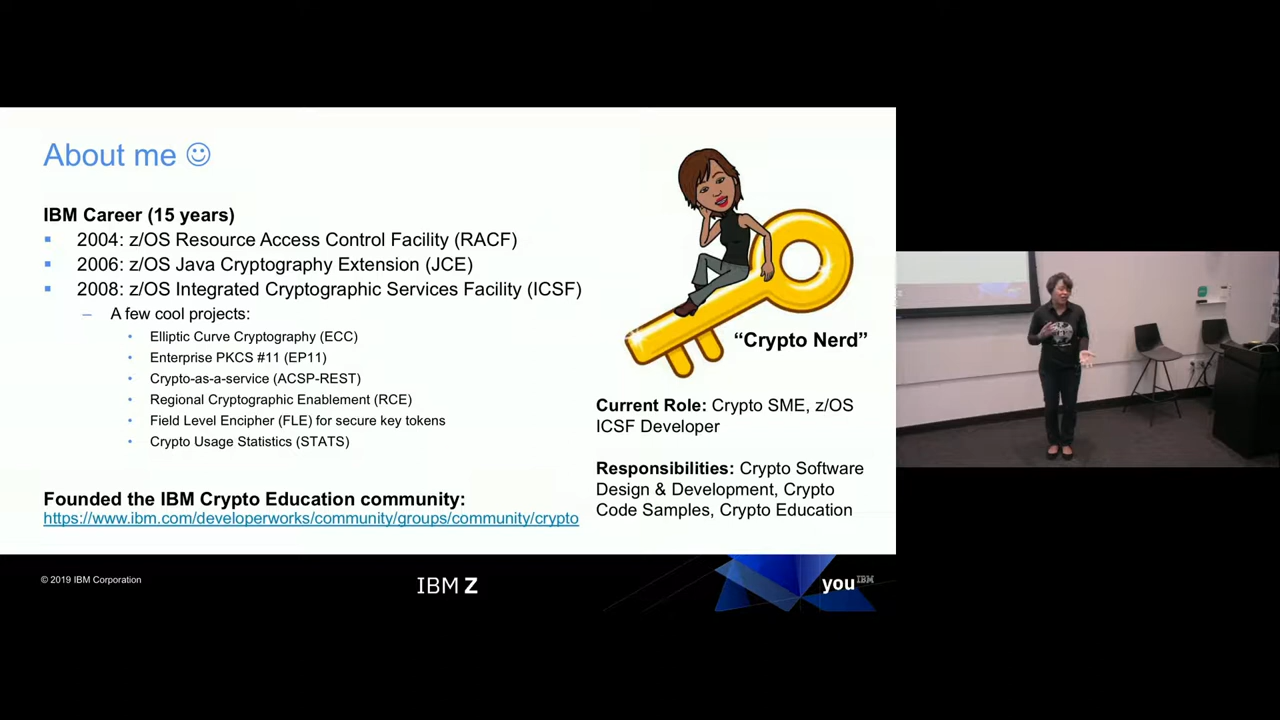 About me ☺
IBM Career (15 years)
▪ 2004: z/OS Resource Access Control Facility (RACF)
▪ 2006: z/OS Java Cryptography Extension (JCE)
▪ 2008: z/OS Integrated Cryptographic Services Facility (ICSF)
– A few cool projects:
• Elliptic Curve Cryptography (ECC)
• Enterprise PKCS #11 (EP11)
• Crypto-as-a-service (ACSP-REST)
• Regional Cryptographic Enablement (RCE)
• Field Level Encipher (FLE) for secure key tokens
• Crypto Usage Statistics (STATS)
Founded the IBM Crypto Education community:
https://www.ibm.com/developerworks/community/groups/community/crypto
“Crypto Nerd”
Current Role: Crypto SME, z/OS
ICSF Developer
Responsibilities: Crypto Software
Design & Development, Crypto
Code Samples, Crypto Education
© 2019 IBM Corporation
IBM Z
you IBM